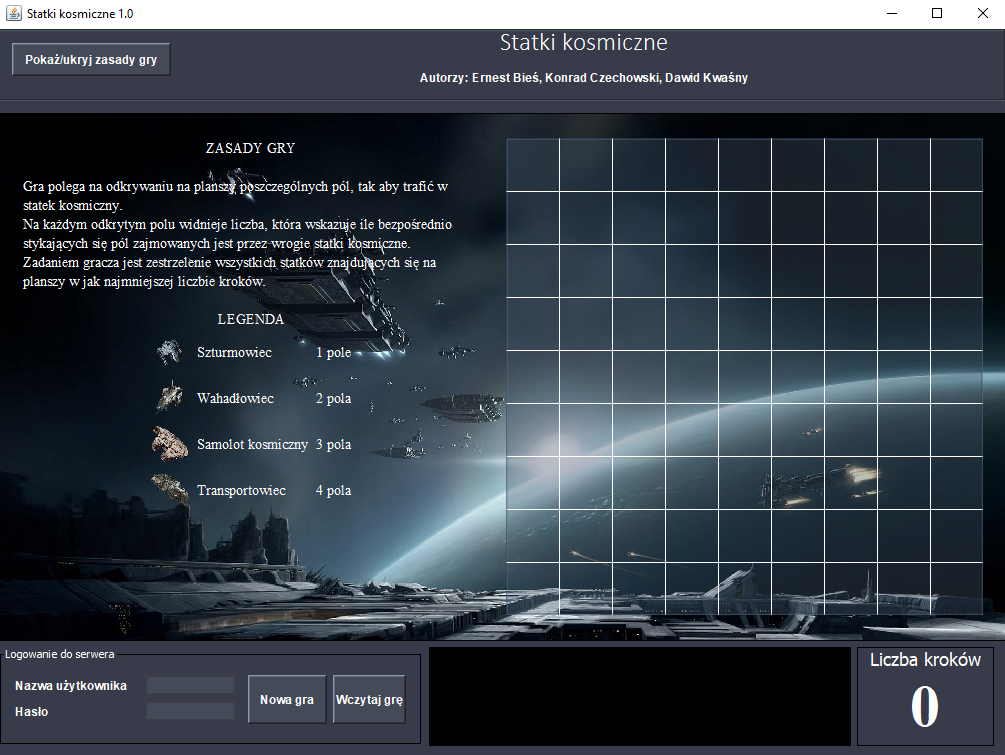 Statki kosmiczne 1.0
Pokaż/ukryj zasady gry
Statki kosmiczne
Autorzy: Ernest Bieś, Konrad Czechowski, Dawid Kwaśny
ZASADY GRY
Gra polega na odkrywaniu na planszy poszczególnych pól, tak aby trafić w
statek kosmiczny.
Na każdym odkrytym polu widnieje liczba, która wskazuje ile bezpośrednio
stykających się pól zajmowanych jest przez wrogie statki kosmiczne.
Zadaniem gracza jest zestrzelenie wszystkich statków znajdujących się na
planszy w jak najmniejszej liczbie kroków.
LEGENDA
Szturmowiec 1 pole
Wahadłowiec 2 pola
Samolot kosmiczny 3 pola
Transportowiec 4 pola
Logowanie do serwera
Nazwa użytkownika
Hasło
Nowa gra
Wczytaj grę
Liczba kroków
0